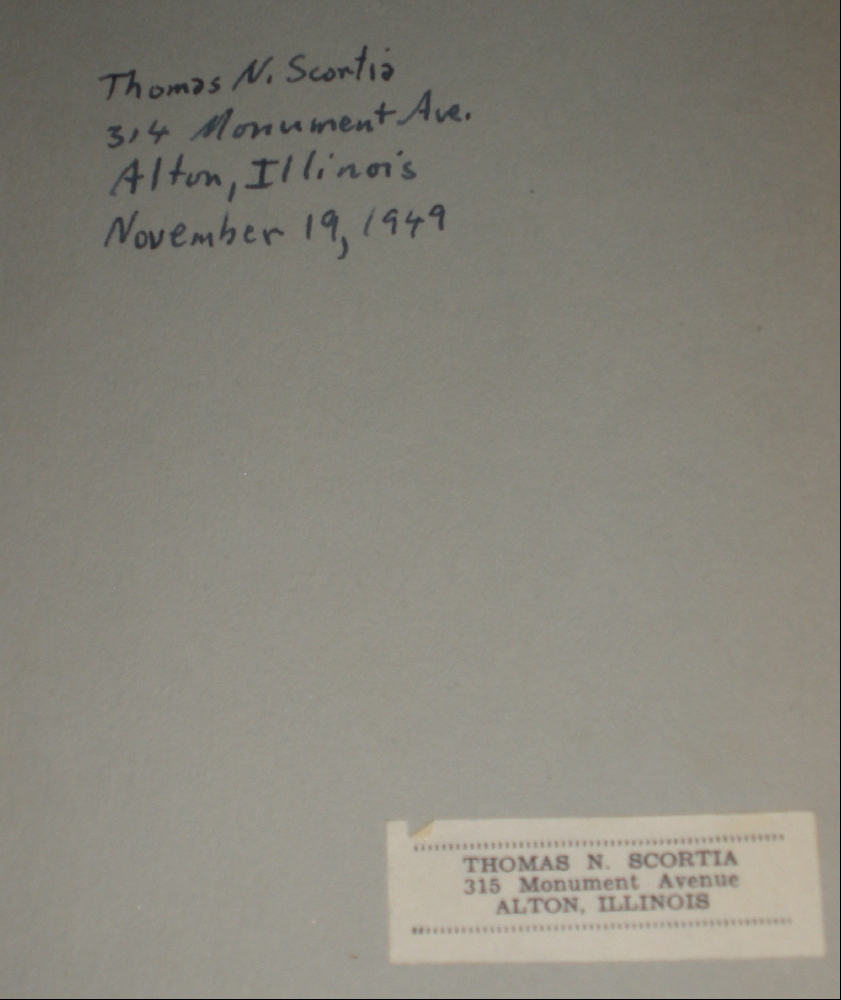 Thomas N. Scortia
314 Monument Ave.
Alton, Illinois
November 19, 1949
THOMAS N. SCORTIA
315 Monument Avenue
ALTON, ILLINOIS